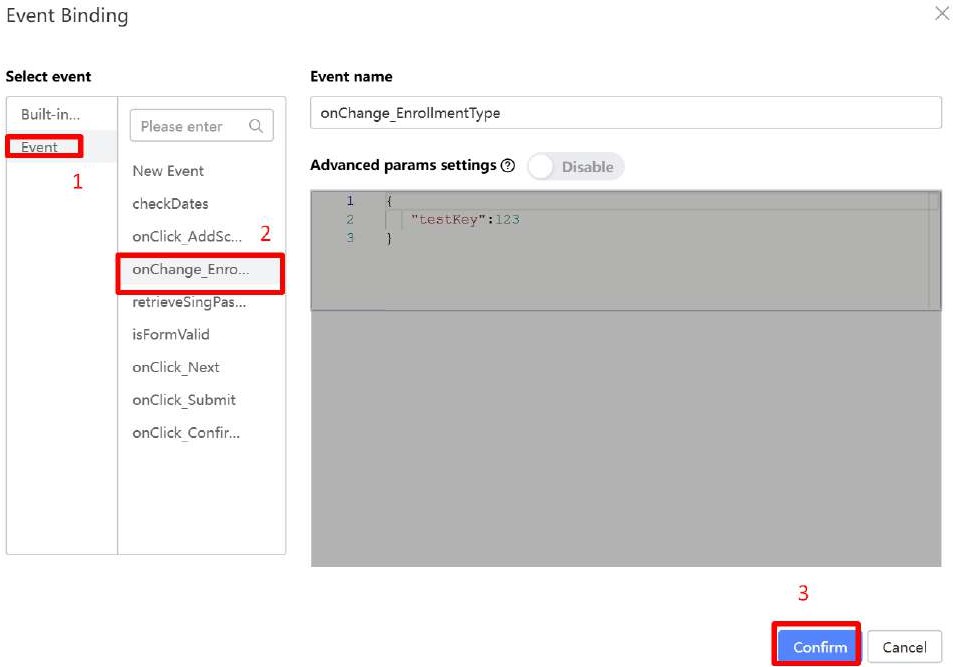 Event Binding
Select event
Built-in...
Event
1
Please enter
New Event
checkDates
onClick_AddSc...
2
onChange_Enro...
retrieveSingPas...
isFormValid
onClick_Next
onClick_Submit
onClick_Confir...
Event name
onChange_EnrollmentType
Advanced params settings ? Disable
1 {
2 "testKey":123
3 }
3
Confirm Cancel